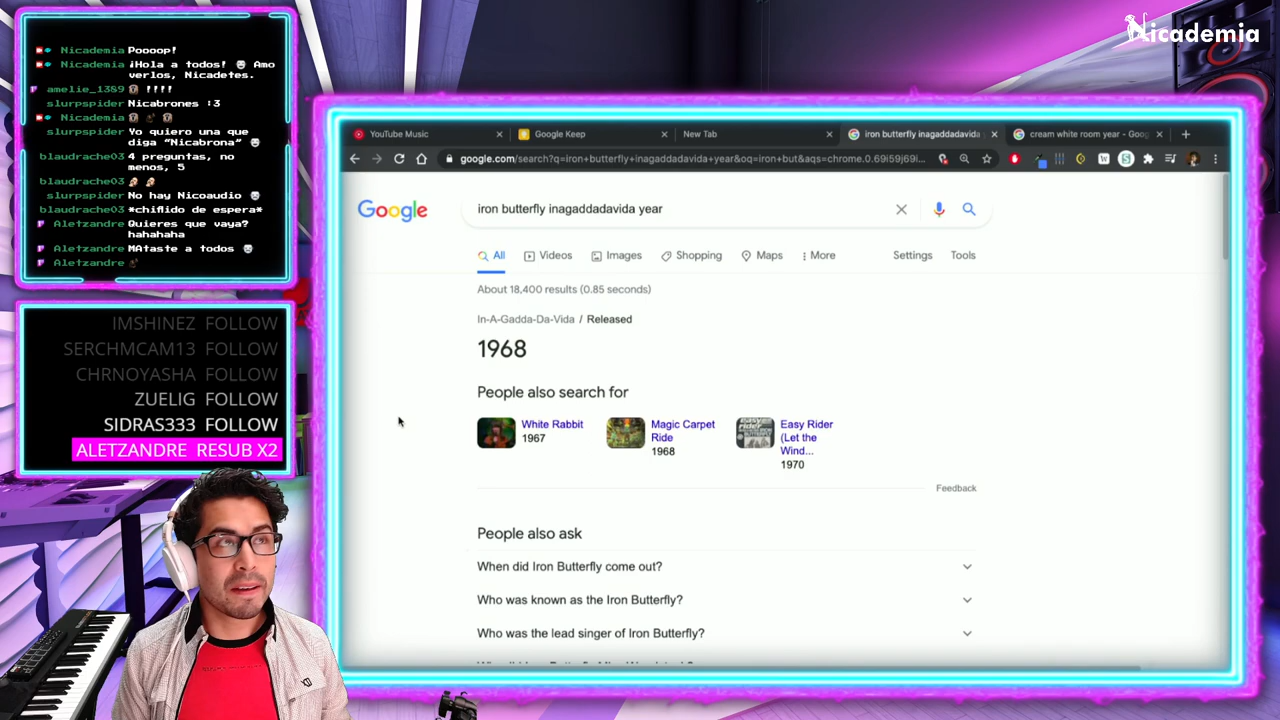 Nicademia Poooop!
Nicademia ¡Hola a todos! Amo
verlos, Nicadetes.
amelie_1389 !!!!
slurpspider Nicabrones :3
Nicademia
slurpspider Yo quiero una que
diga "Nicabrona"
blaudrache03 4 preguntas, no
menos, 5
blaudrache03
slurpspider No hay Nicoaudio
blaudrache03 *chiflido de espera*
Aletzandre Quieres que vaya?
hahahaha
Aletzandre MAtaste a todos
Aletzandre
IMSHINEZ FOLLOW
SERCHMCAM13 FOLLOW
CHRNOYASHA FOLLOW
ZUELIG FOLLOW
SIDRAS333 FOLLOW
ALETZANDRE RESUB X2
Nicademia
YouTube Music
Google Keep
New Tab
iron butterfly inagaddadavida
cream white room year - Goog
google.com/search?q=iron+butterfly+inagaddadavida+year&oq=iron+but&aqs=chrome.0.69i59j69i...
Google
iron butterfly inagaddadavida year
All Videos Images Shopping Maps More Settings Tools
About 18,400 results (0.85 seconds)
In-A-Gadda-Da-Vida / Released
1968
People also search for
White Rabbit
1967
Magic Carpet
Ride
1968
Easy Rider
(Let the
Wind...
1970
Feedback
People also ask
When did Iron Butterfly come out?
Who was known as the Iron Butterfly?
Who was the lead singer of Iron Butterfly?